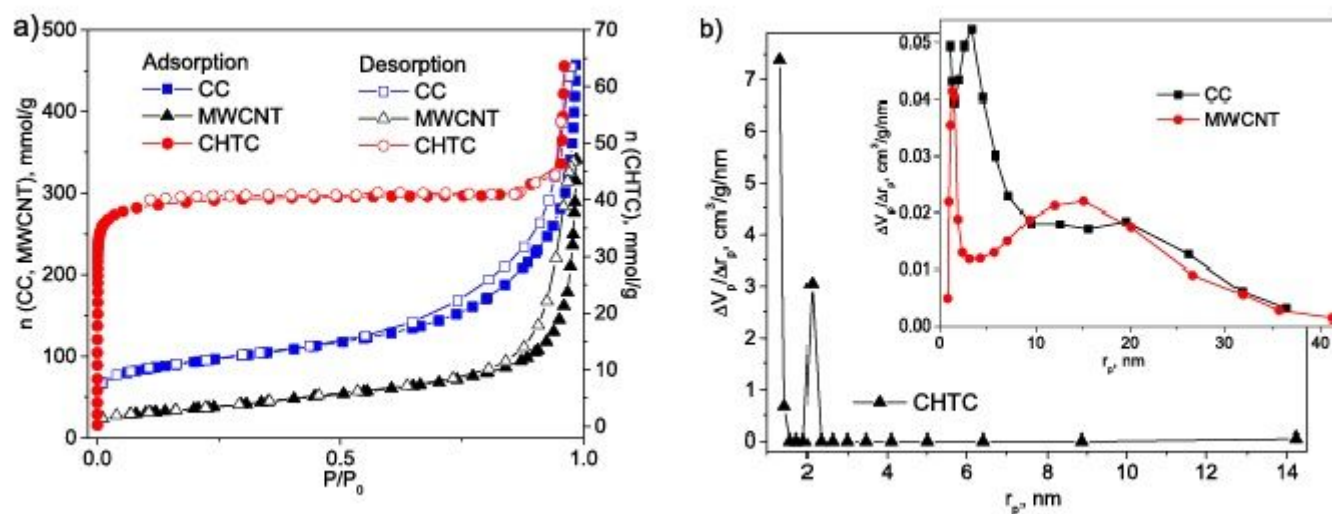 a)
500
400
300
200
100
0
n (CC, MWCNT), mmol/g
Adsorption
CC
MWCNT
CHTC
Desorption
CC
MWCNT
CHTC
70
60
50
40
30
20
10
0
n (CHTC), mmol/g
0.0
0.5
1.0
P/P₀
b)
7
6
5
4
3
2
1
0
ΔVₚ/Δrₚ, cm³/g/nm
CHTC
2
4
6
8
10
12
14
rₚ, nm
0.05
0.04
0.03
0.02
0.01
0.00
ΔVₚ/Δrₚ, cm³/g/nm
CC
MWCNT
0
10
20
30
40
rₚ, nm